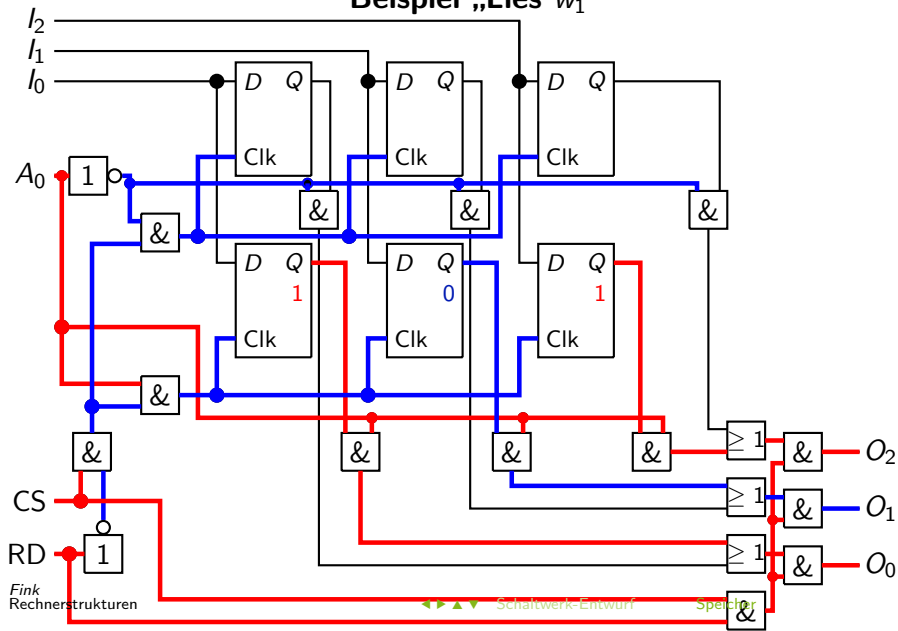 Beispiel „Lies w1
I2
I1
I0
D Q D Q D Q
Clk Clk Clk
A0 1
& & &
&
D Q D Q D Q
1 0 1
Clk Clk Clk
&
≥ 1
& & & & & O2
≥ 1
CS & O1
≥ 1
RD 1 & O0
Fink
Rechnerstrukturen Schaltwerk-Entwurf Speicher
&